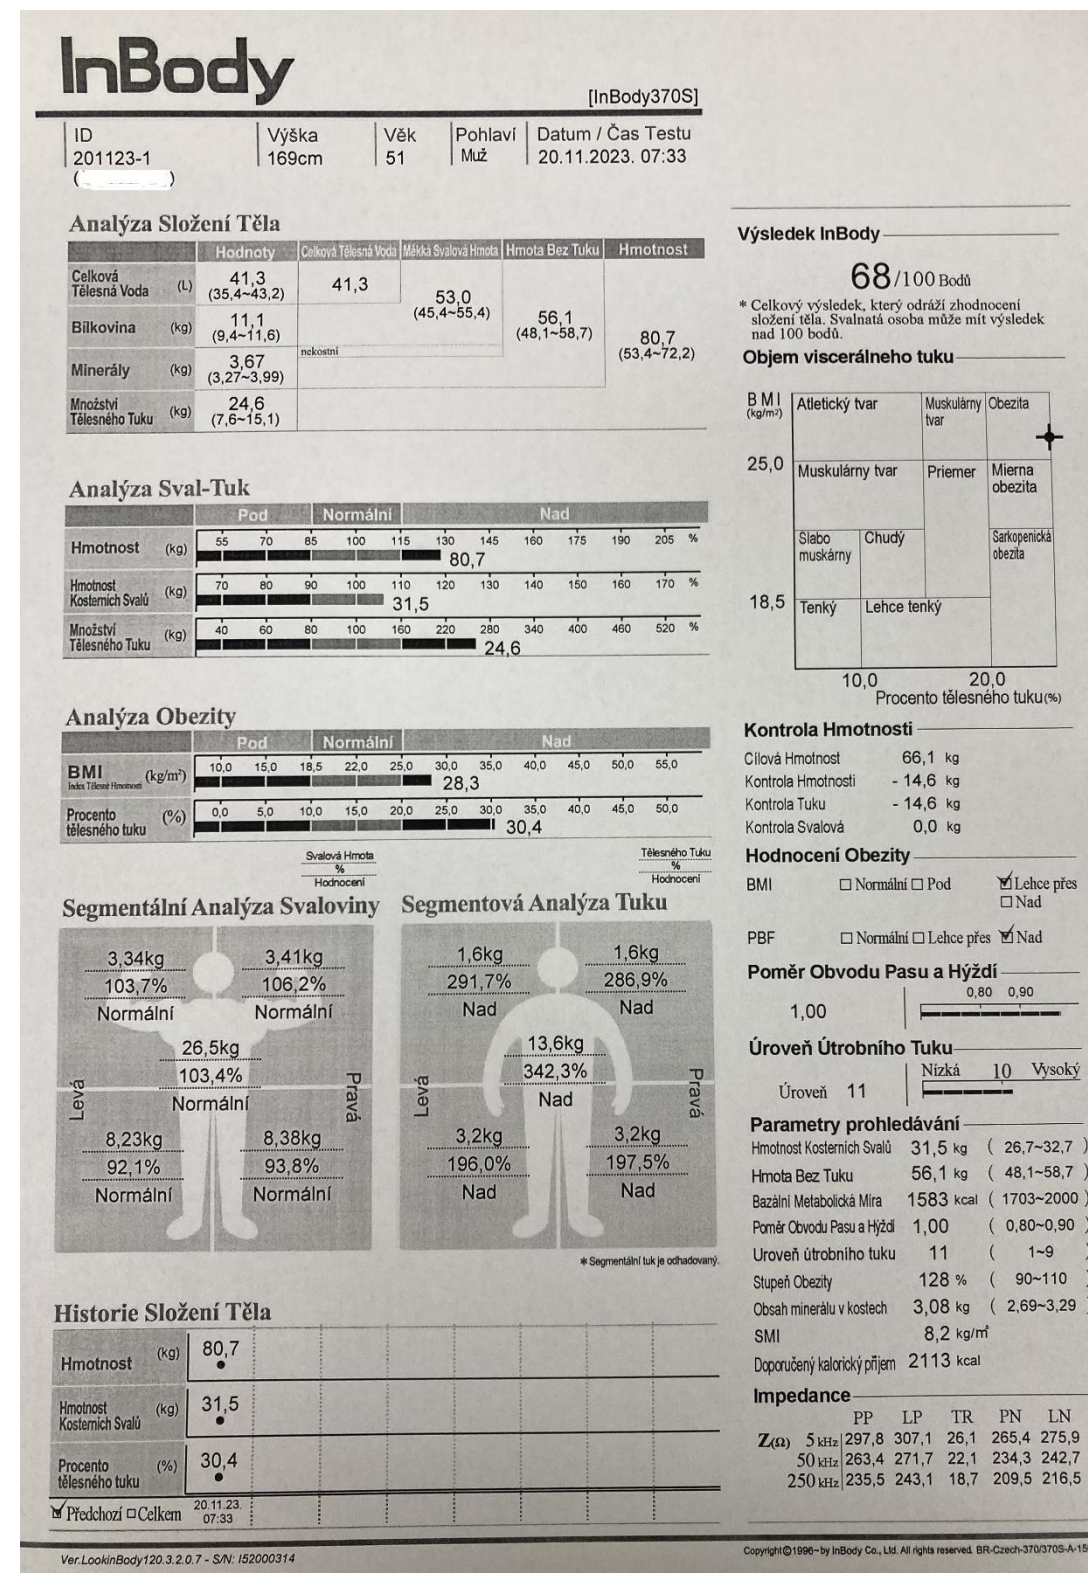 InBody
[InBody370S]
ID Výška Věk Pohlaví Datum / Čas Testu
201123-1 169cm 51 Muž 20.11.2023. 07:33
( )
Analýza Složení Těla
Hodnoty Celková Tělesná Voda Měkká Svalová Hmota Hmota Bez Tuku Hmotnost
Celková Tělesná Voda (L) 41,3 (35,4~43,2) 41,3
53,0 (45,4~55,4)
Bílkovina (kg) 11,1 (9,4~11,6)
56,1 (48,1~58,7)
80,7 (53,4~72,2)
nekostní
Minerály (kg) 3,67 (3,27~3,99)
Množství Tělesného Tuku (kg) 24,6 (7,6~15,1)
Analýza Sval-Tuk
Pod Normální Nad
Hmotnost (kg) 55 70 85 100 115 130 145 160 175 190 205 %
80,7
Hmotnost Kosterních Svalů (kg) 70 80 90 100 110 120 130 140 150 160 170 %
31,5
Množství Tělesného Tuku (kg) 40 60 80 100 160 220 280 340 400 460 520 %
24,6
Analýza Obezity
Pod Normální Nad
BMI Index Tělesné Hmotnosti (kg/m²) 10,0 15,0 18,5 22,0 25,0 30,0 35,0 40,0 45,0 50,0 55,0
28,3
Procento tělesného tuku (%) 0,0 5,0 10,0 15,0 20,0 25,0 30,0 35,0 40,0 45,0 50,0
30,4
Svalová Hmota
%
Hodnocení
Tělesného Tuku
%
Hodnocení
Segmentální Analýza Svaloviny
3,34kg 3,41kg
103,7% 106,2%
Normální Normální
26,5kg
103,4%
Normální
Levá Pravá
8,23kg 8,38kg
92,1% 93,8%
Normální Normální
Segmentová Analýza Tuku
1,6kg 1,6kg
291,7% 286,9%
Nad Nad
13,6kg
342,3%
Nad
Levá Pravá
3,2kg 3,2kg
196,0% 197,5%
Nad Nad
* Segmentální tuk je odhadovaný.
Historie Složení Těla
Hmotnost (kg) 80,7
Hmotnost Kosterních Svalů (kg) 31,5
Procento tělesného tuku (%) 30,4
Předchozí Celkem 20.11.23. 07:33
Ver.LookinBody120.3.2.0.7 - S/N: I52000314
Výsledek InBody
68/100 Bodů
* Celkový výsledek, který odráží zhodnocení
složení těla. Svalnatá osoba může mít výsledek
nad 100 bodů.
Objem viscerálneho tuku
BMI (kg/m²)
Atletický tvar Muskulárny tvar Obezita
25,0
Muskulárny tvar Priemer Mierna obezita
Slabo muskárny Chudý Sarkopenická obezita
18,5
Tenký Lehce tenký
10,0 20,0
Procento tělesného tuku(%)
Kontrola Hmotnosti
Cílová Hmotnost 66,1 kg
Kontrola Hmotnosti - 14,6 kg
Kontrola Tuku - 14,6 kg
Kontrola Svalová 0,0 kg
Hodnocení Obezity
BMI Normální Pod Lehce přes
Nad
PBF Normální Lehce přes Nad
Poměr Obvodu Pasu a Hýždí
0,80 0,90
1,00
Úroveň Útrobního Tuku
Nízká 10 Vysoký
Úroveň 11
Parametry prohledávání
Hmotnost Kosterních Svalů 31,5 kg ( 26,7~32,7 )
Hmota Bez Tuku 56,1 kg ( 48,1~58,7 )
Bazální Metabolická Míra 1583 kcal ( 1703~2000 )
Poměr Obvodu Pasu a Hýždí 1,00 ( 0,80~0,90 )
Uroveň útrobního tuku 11 ( 1~9 )
Stupeň Obezity 128 % ( 90~110
Obsah minerálu v kostech 3,08 kg ( 2,69~3,29
SMI 8,2 kg/m²
Doporučený kalorický příjem 2113 kcal
Impedance
PP LP TR PN LN
Z(Ω) 5 kHz 297,8 307,1 26,1 265,4 275,9
50 kHz 263,4 271,7 22,1 234,3 242,7
250 kHz 235,5 243,1 18,7 209,5 216,5
Copyright©1996~by InBody Co., Ltd. All rights reserved. BR-Czech-370/370S-A-15